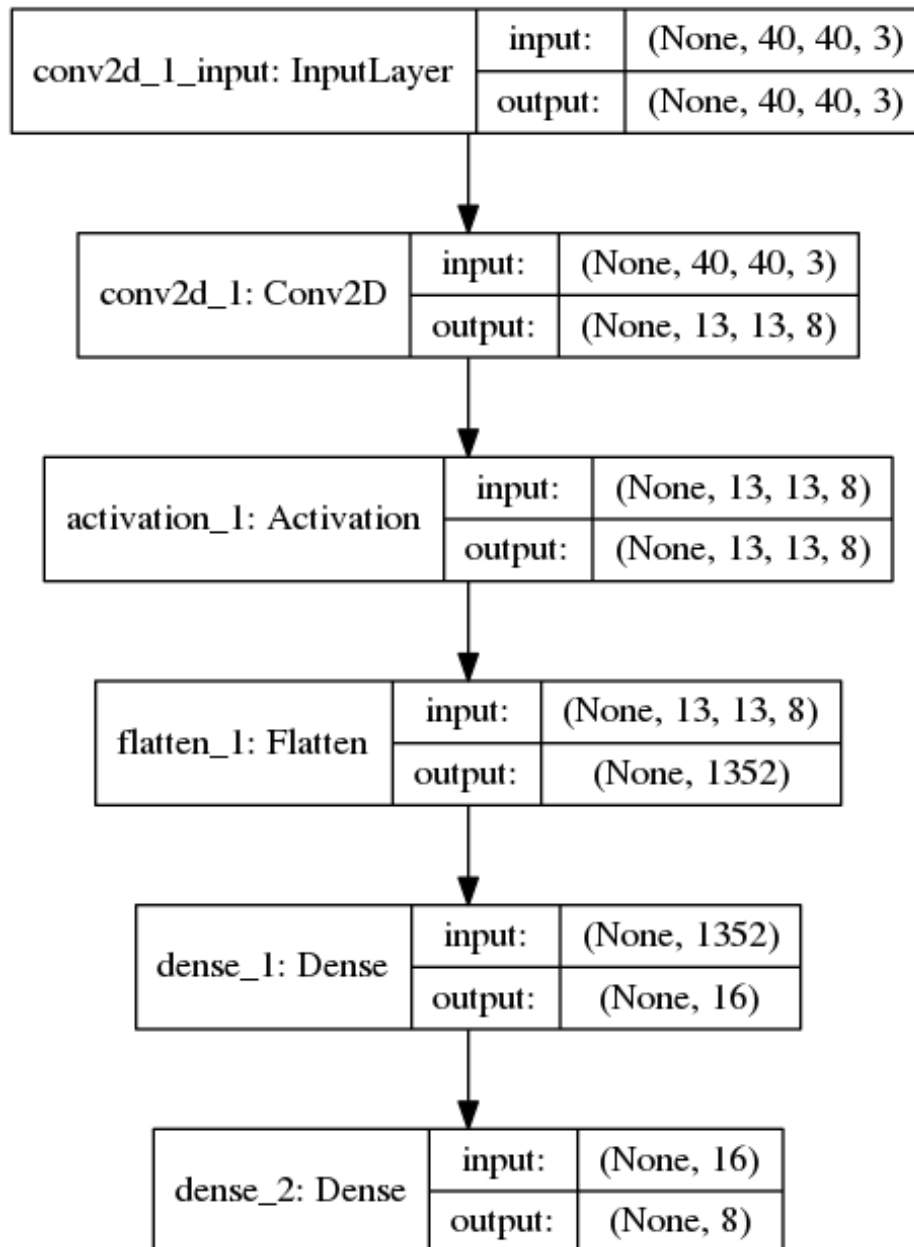 conv2d_1_input: InputLayer
input: (None, 40, 40, 3)
output: (None, 40, 40, 3)
conv2d_1: Conv2D
input: (None, 40, 40, 3)
output: (None, 13, 13, 8)
activation_1: Activation
input: (None, 13, 13, 8)
output: (None, 13, 13, 8)
flatten_1: Flatten
input: (None, 13, 13, 8)
output: (None, 1352)
dense_1: Dense
input: (None, 1352)
output: (None, 16)
dense_2: Dense
input: (None, 16)
output: (None, 8)